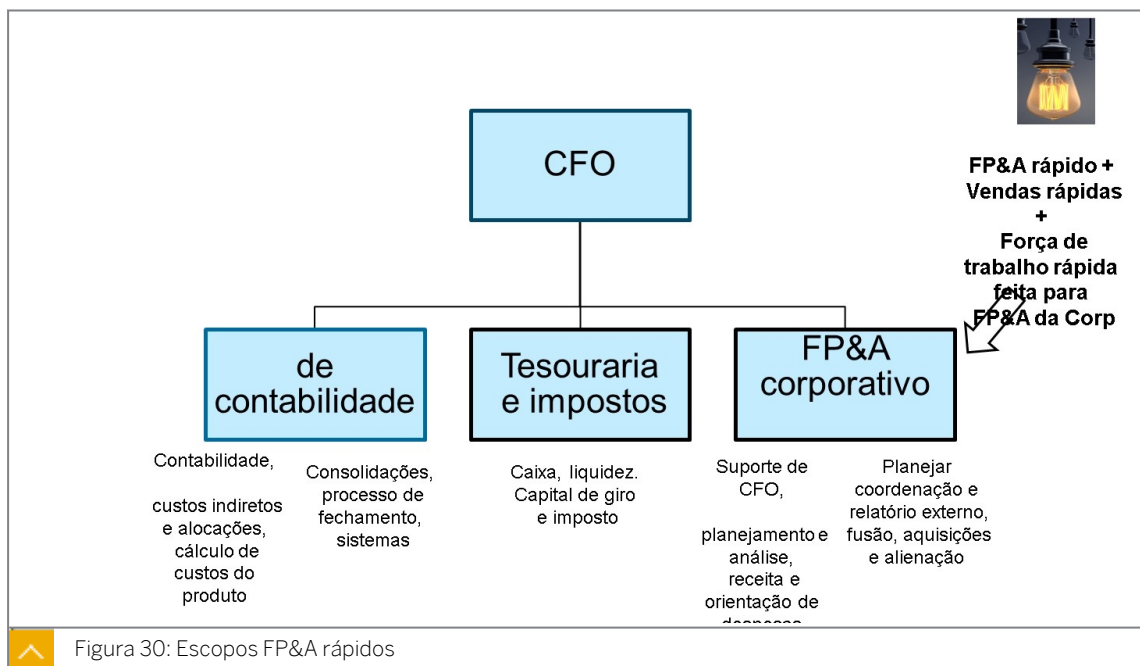 FP&A rápido +
Vendas rápidas
+
Força de
trabalho rápida
feita para
FP&A da Corp
CFO
de
contabilidade
Tesouraria
e impostos
FP&A
corporativo
Contabilidade,
custos indiretos
e alocações,
cálculo de
custos do
produto
Consolidações,
processo de
fechamento,
sistemas
Caixa, liquidez.
Capital de giro
e imposto
Suporte de
CFO,
planejamento e
análise,
receita e
orientação de
Planejar
coordenação e
relatório externo,
fusão, aquisições
e alienação
Figura 30: Escopos FP&A rápidos